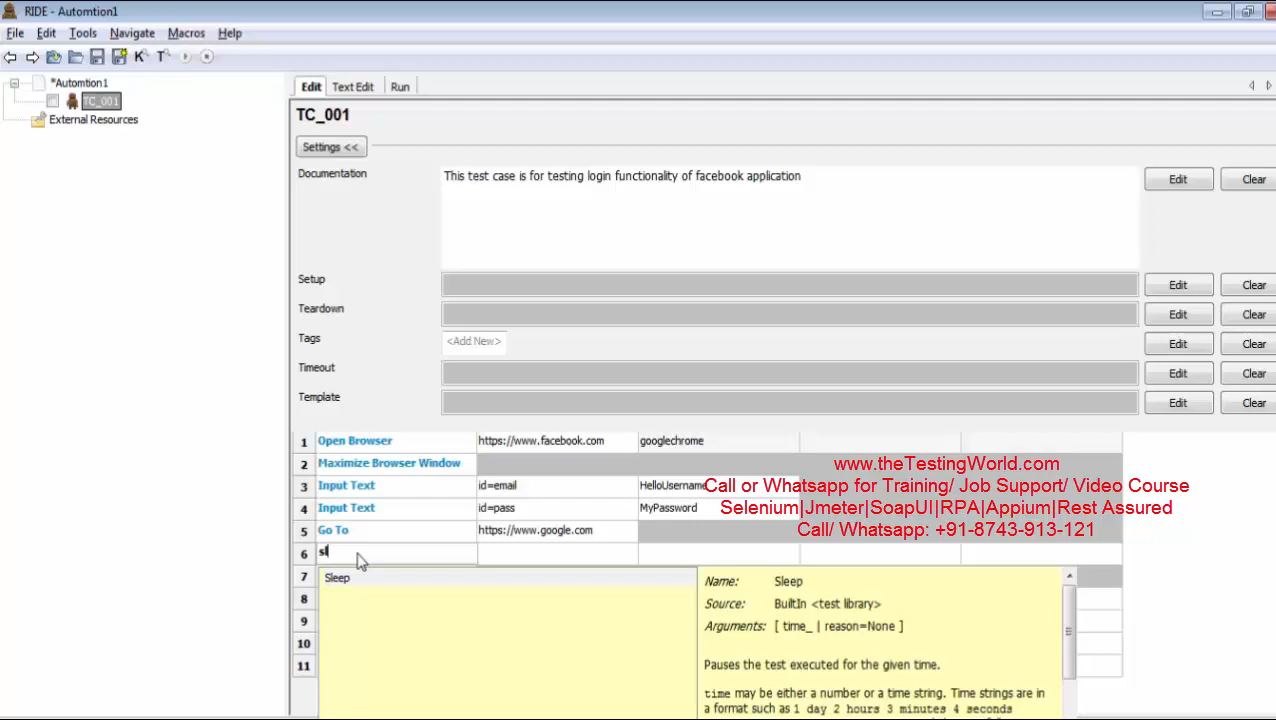 RIDE - Automtion1
File Edit Tools Navigate Macros Help
K T
*Automtion1
TC_001
External Resources
Edit Text Edit Run
TC_001
Settings <<
Documentation This test case is for testing login functionality of facebook application Edit Clear
Setup Edit Clear
Teardown Edit Clear
Tags <Add New> Edit Clear
Timeout Edit Clear
Template Edit Clear
1 Open Browser https://www.facebook.com googlechrome
2 Maximize Browser Window
3 Input Text id=email HelloUsername
4 Input Text id=pass MyPassword
5 Go To https://www.google.com
6 sl
7
8
9
10
11
www.theTestingWorld.com
Call or Whatsapp for Training/ Job Support/ Video Course
Selenium|Jmeter|SoapUI||RPA|Appium|Rest Assured
Call/ Whatsapp: +91-8743-913-121
Sleep
Name: Sleep
Source: BuiltIn <test library>
Arguments: [ time_ | reason=None ]
Pauses the test executed for the given time.
time may be either a number or a time string. Time strings are in
a format such as 1 day 2 hours 3 minutes 4 seconds